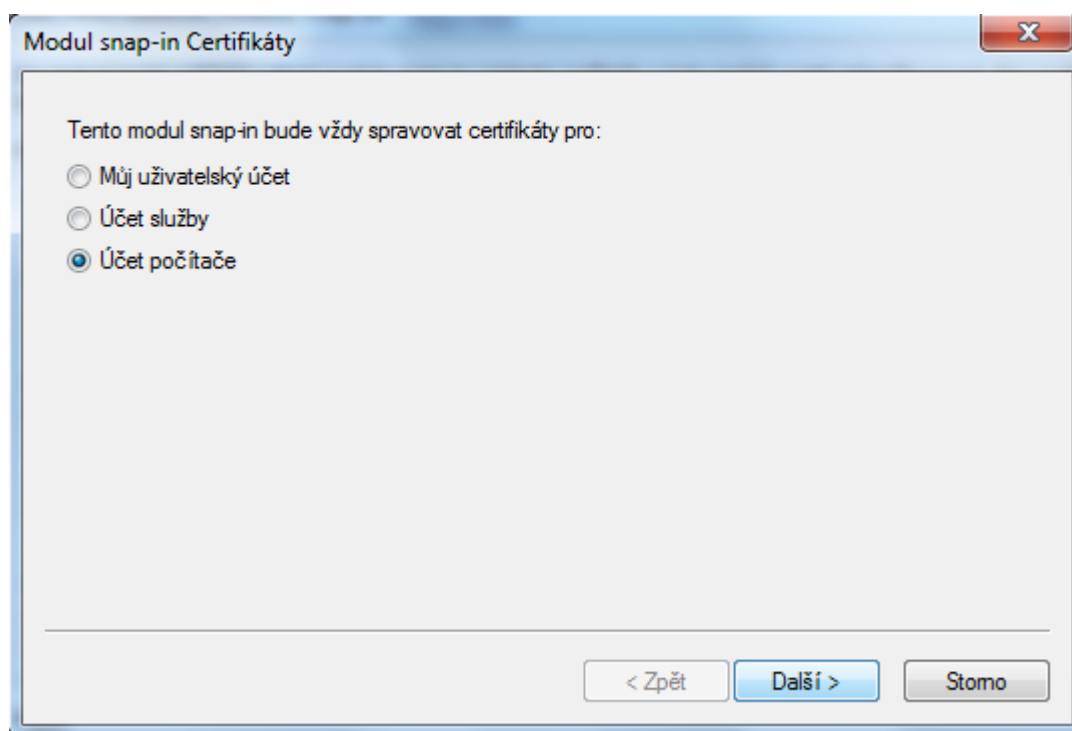 Modul snap-in Certifikáty
Tento modul snap-in bude vždy spravovat certifikáty pro:
Můj uživatelský účet
Účet služby
Účet počítače
< Zpět
Další >
Storno